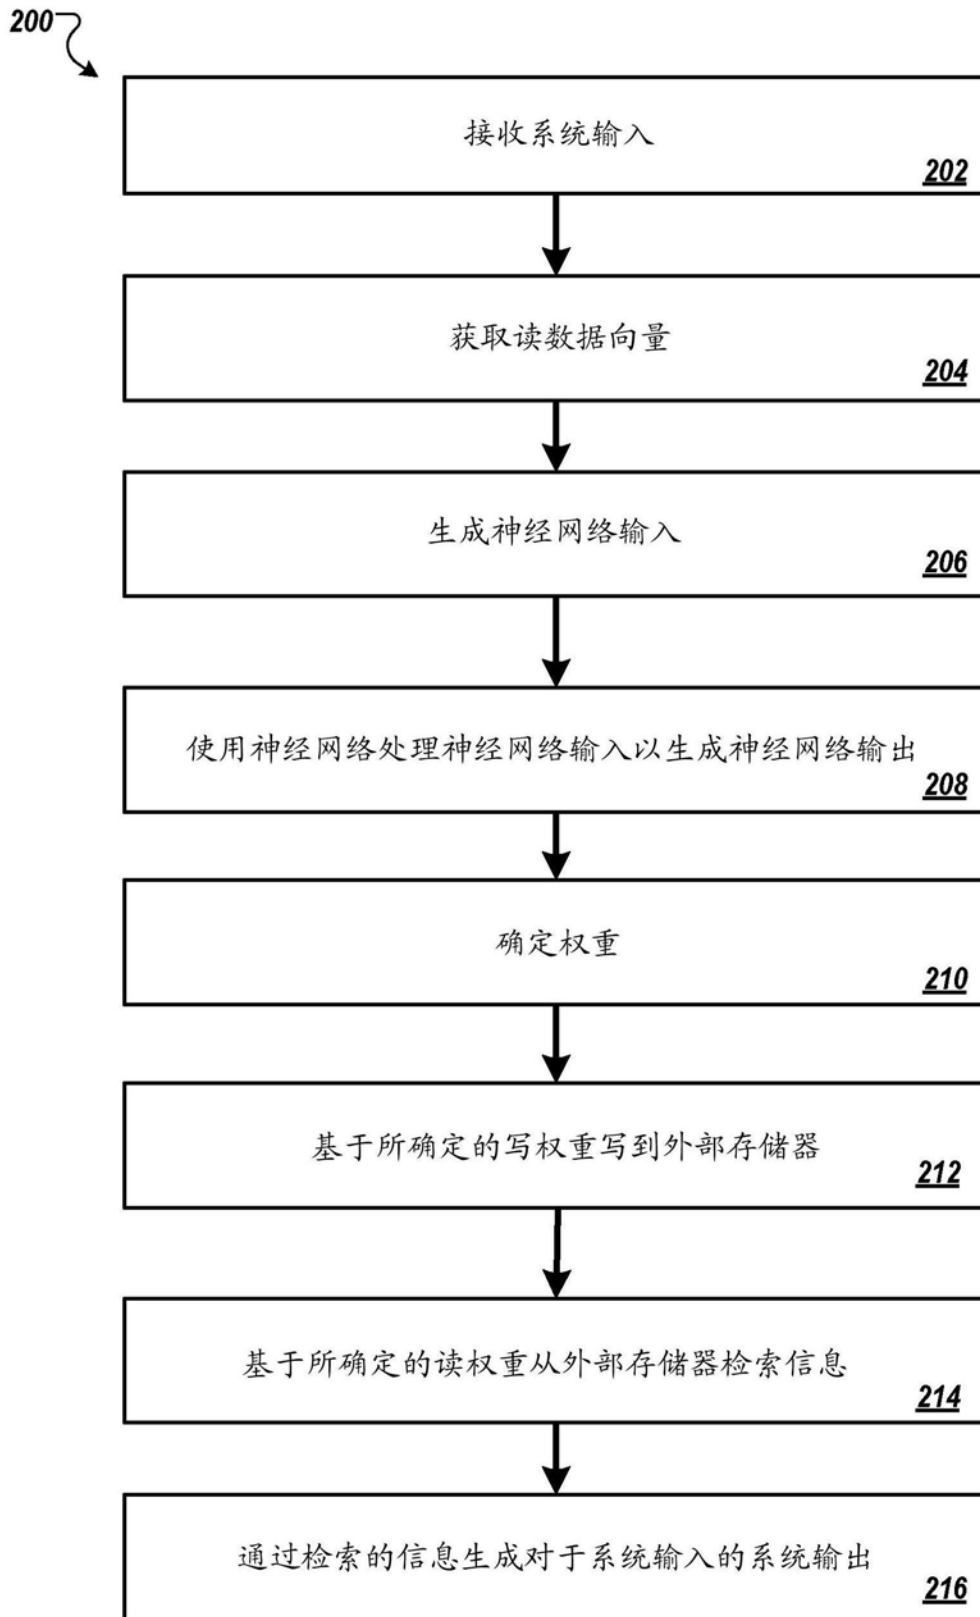 200
接收系统输入
202
获取读数据向量
204
生成神经网络输入
206
使用神经网络处理神经网络输入以生成神经网络输出
208
确定权重
210
基于所确定的写权重写到外部存储器
212
基于所确定的读权重从外部存储器检索信息
214
通过检索的信息生成对于系统输入的系统输出
216